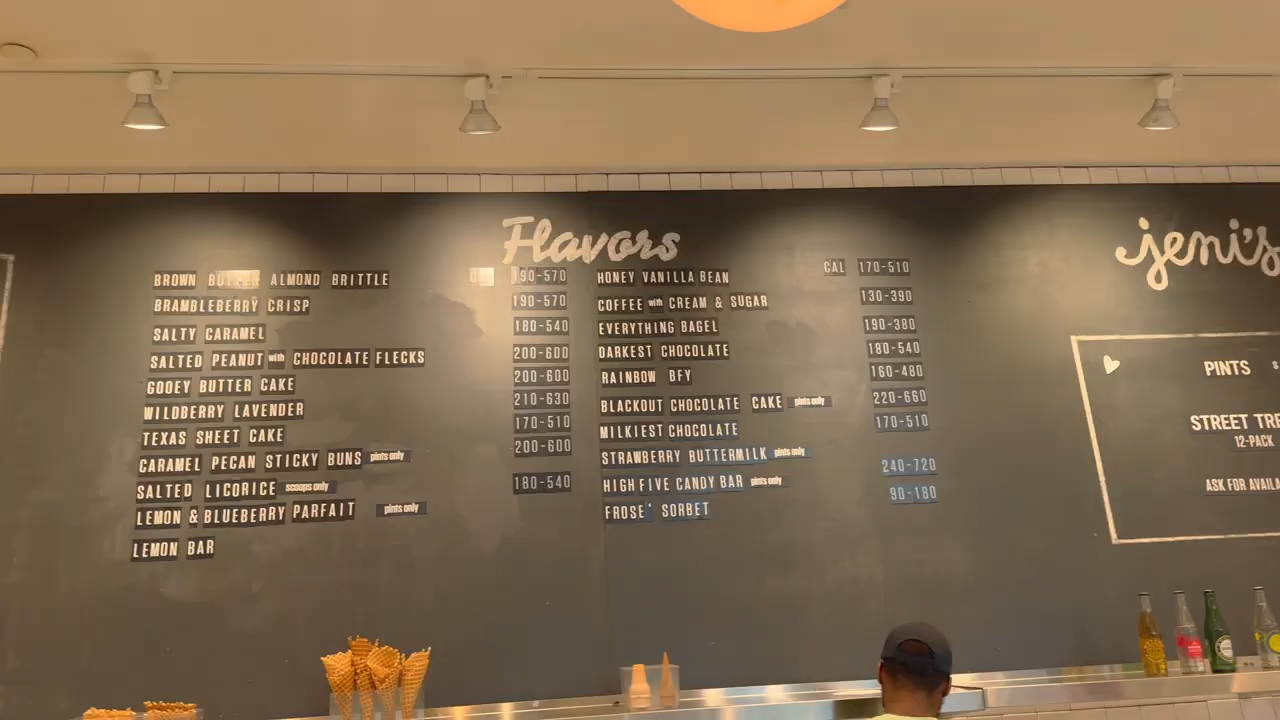 Flavors
BROWN BUTTER ALMOND BRITTLE
BRAMBLEBERRY CRISP
SALTY CARAMEL
SALTED PEANUT with CHOCOLATE FLECKS
GOOEY BUTTER CAKE
WILDBERRY LAVENDER
TEXAS SHEET CAKE
CARAMEL PECAN STICKY BUNS pints only
SALTED LICORICE scoops only
LEMON & BLUEBERRY PARFAIT pints only
LEMON BAR
190-570
190-570
180-540
200-600
200-600
210-630
170-510
200-600
180-540
HONEY VANILLA BEAN
COFFEE with CREAM & SUGAR
EVERYTHING BAGEL
DARKEST CHOCOLATE
RAINBOW BFY
BLACKOUT CHOCOLATE CAKE pints only
MILKIEST CHOCOLATE
STRAWBERRY BUTTERMILK pints only
HIGH FIVE CANDY BAR pints only
FROSE' SORBET
CAL 170-510
130-390
190-380
180-540
160-480
220-660
170-510
240-720
90-180
jeni's
PINTS
STREET TRE
12-PACK
ASK FOR AVAILA